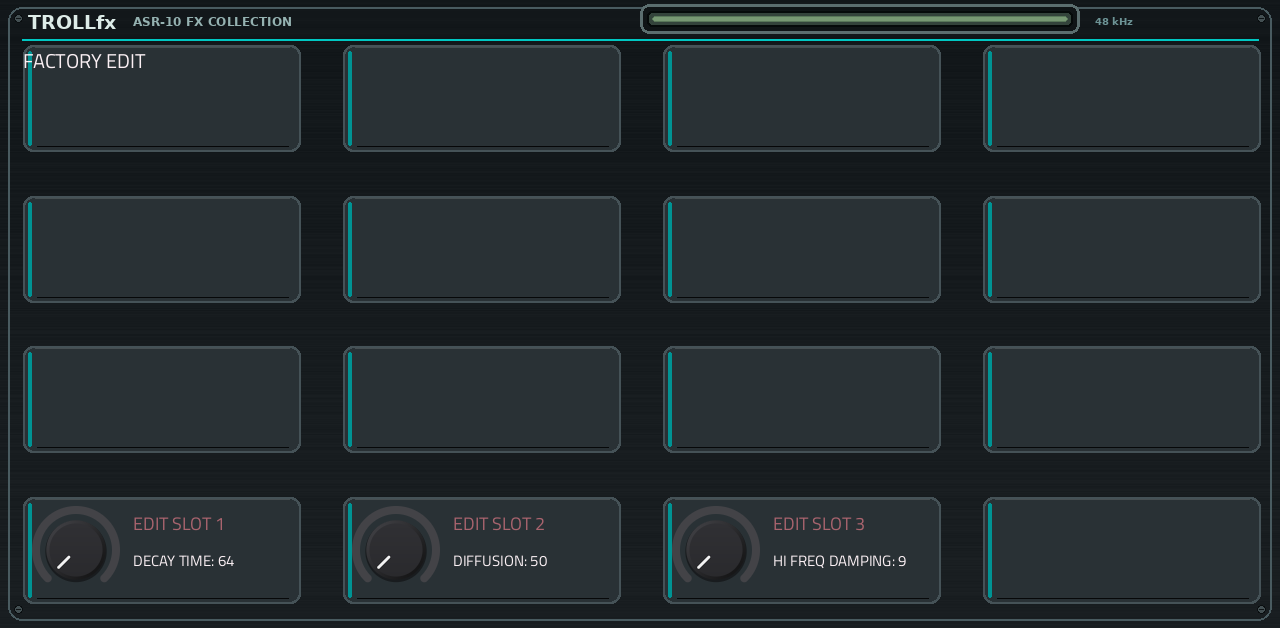 TROLLfx ASR-10 FX COLLECTION 48 kHz
FACTORY EDIT
EDIT SLOT 1
DECAY TIME: 64
EDIT SLOT 2
DIFFUSION: 50
EDIT SLOT 3
HI FREQ DAMPING: 9